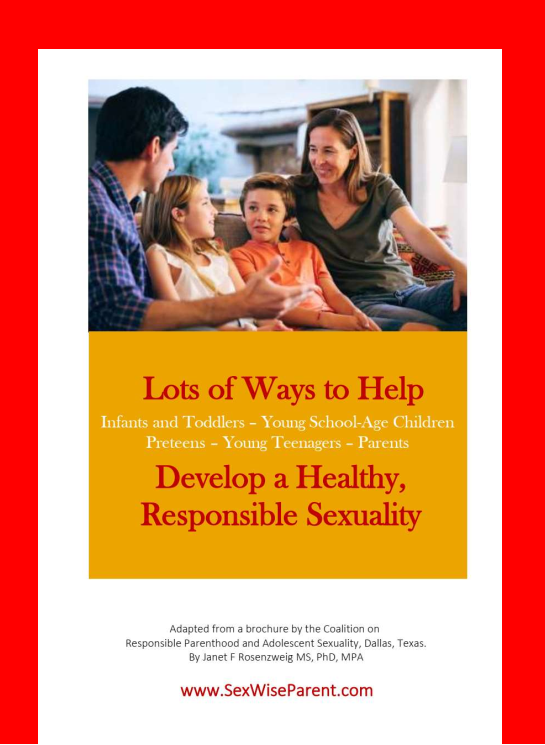 Lots of Ways to Help
Infants and Toddlers – Young School-Age Children
Preteens – Young Teenagers – Parents
Develop a Healthy,
Responsible Sexuality
Adapted from a brochure by the Coalition on
Responsible Parenthood and Adolescent Sexuality, Dallas, Texas.
By Janet F Rosenzweig MS, PhD, MPA
www.SexWiseParent.com